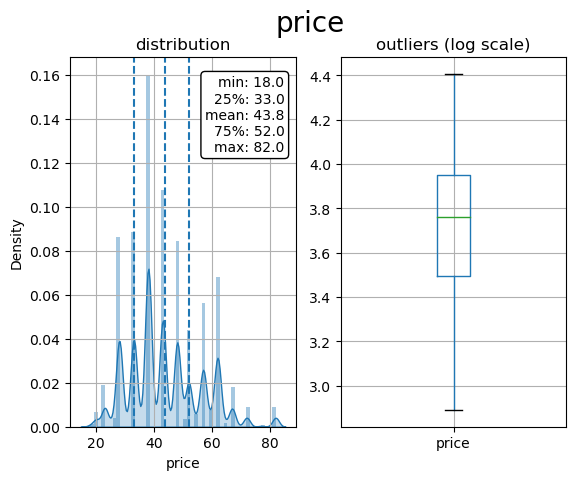 price
distribution
outliers (log scale)
min: 18.0
25%: 33.0
mean: 43.8
75%: 52.0
max: 82.0
Density
0.16
0.14
0.12
0.10
0.08
0.06
0.04
0.02
0.00
20 40 60 80
price
4.4
4.2
4.0
3.8
3.6
3.4
3.2
3.0
price